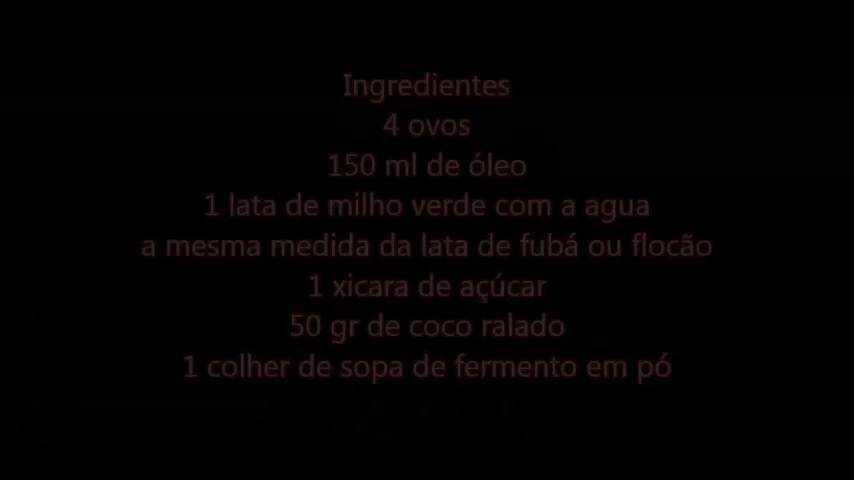 Ingredientes
4 ovos
150 ml de óleo
1 lata de milho verde com a agua
a mesma medida da lata de fubá ou flocão
1 xicara de açúcar
50 gr de coco ralado
1 colher de sopa de fermento em pó